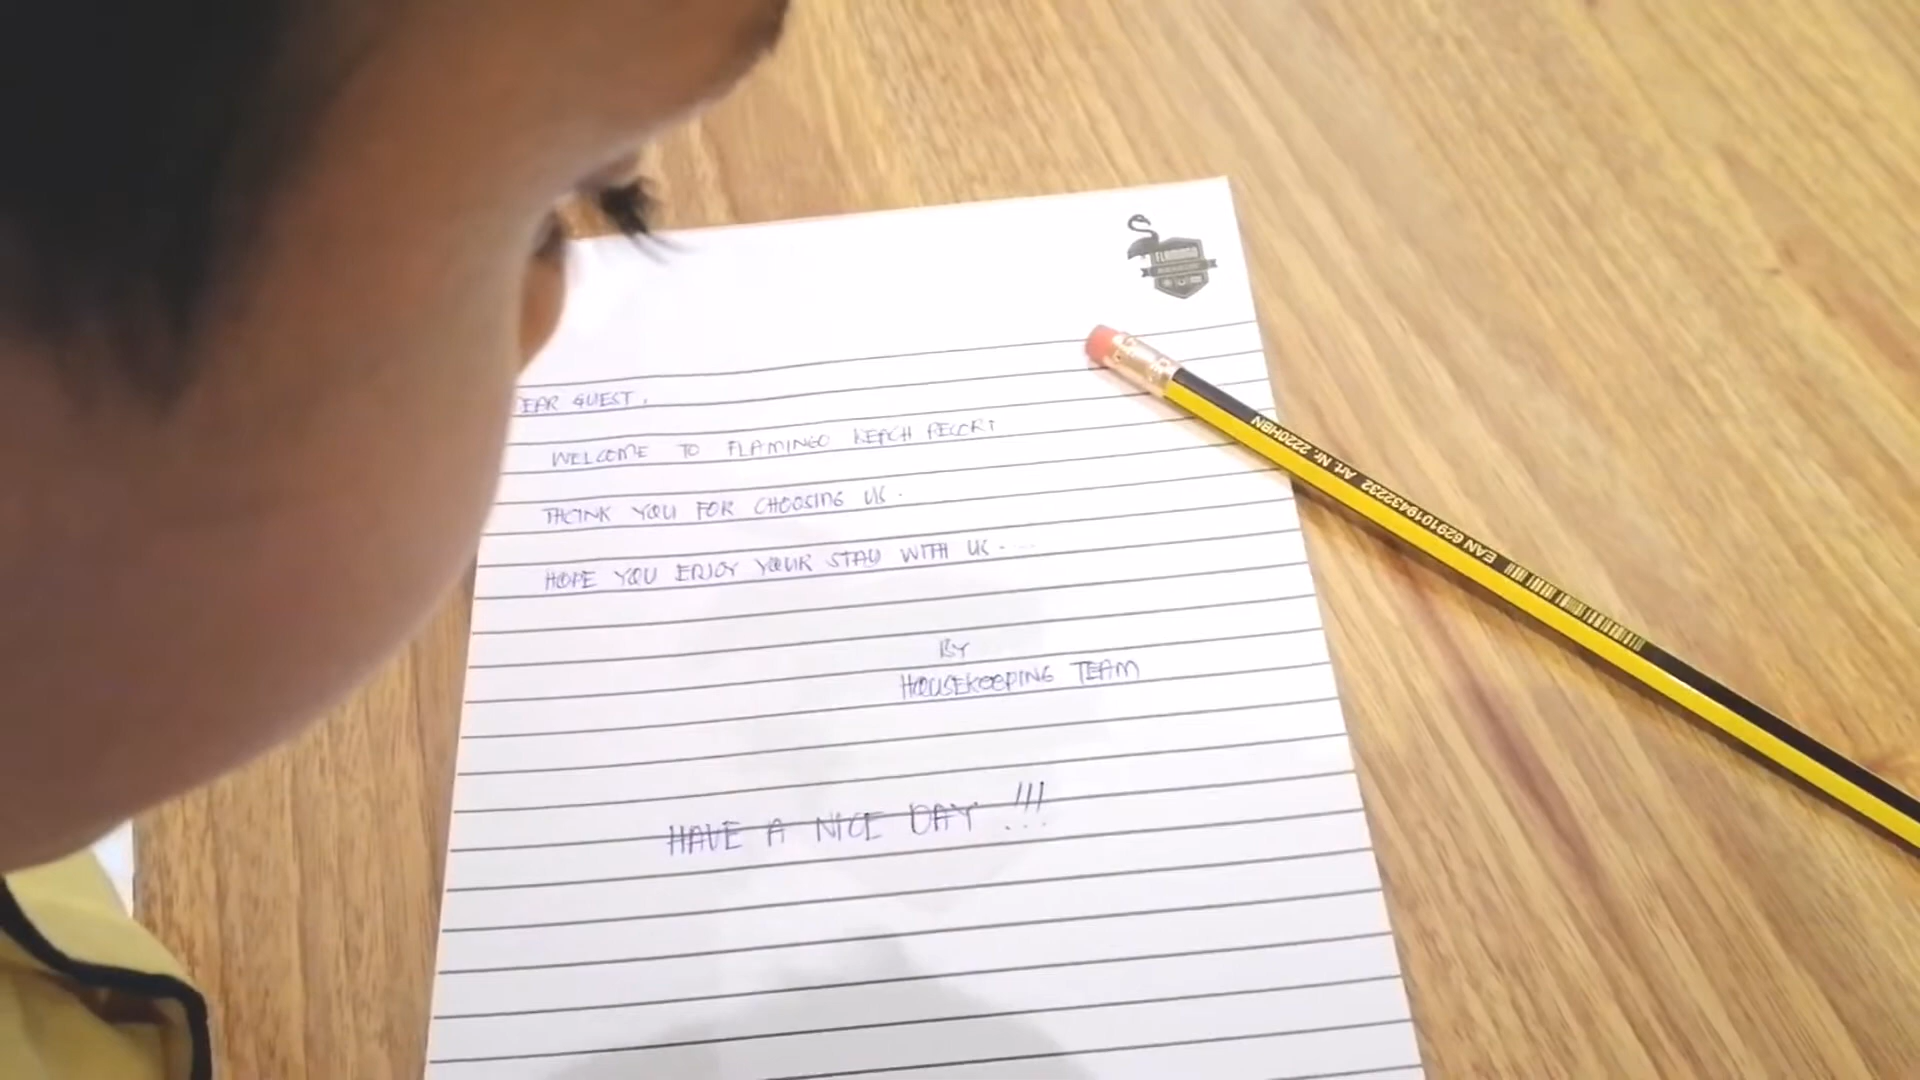 FLAMINGO
EAR GUEST,
WELCOME TO FLAMINGO BEACH RESORT
THANK YOU FOR CHOOSING US.
HOPE YOU ENJOY YOUR STAY WITH US.....
BY
HOUSEKEEPING TEAM
HAVE A NICE DAY !!!
EAN 6291019432232 Art. Nr. 2220HBN